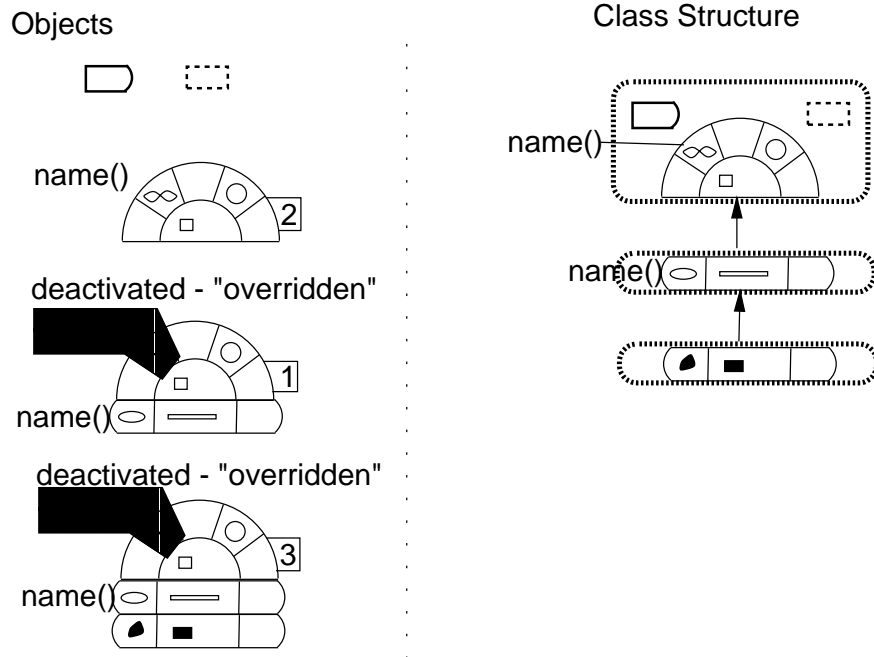 Objects
Class Structure
name()
2
deactivated - "overridden"
1
name()
deactivated - "overridden"
3
name()
name()
name()